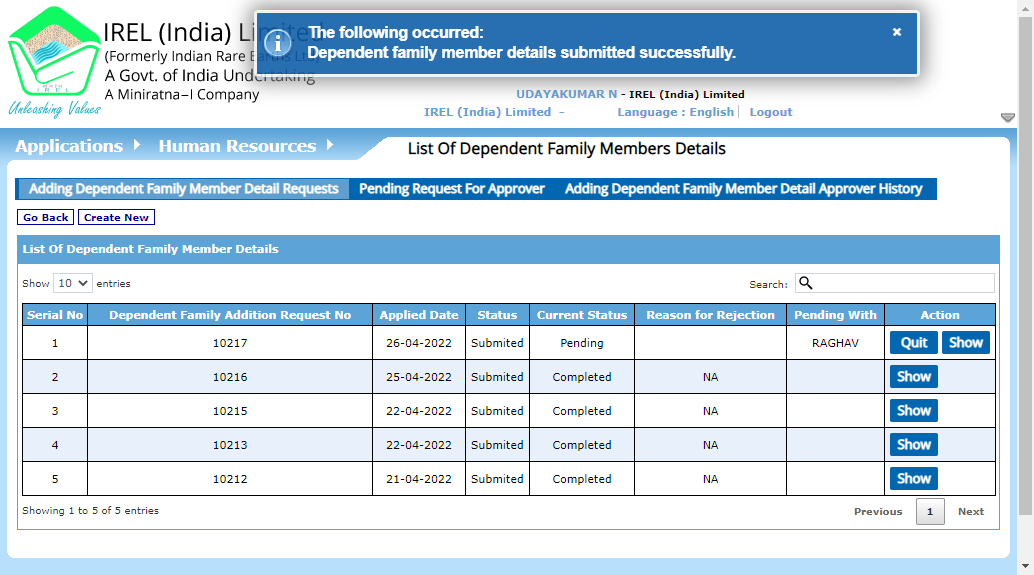 IREL (India) Limited
(Formerly Indian Rare Earths Ltd)
A Govt. of India Undertaking
A Miniratna–I Company
IREL
Unleashing Values
The following occurred:
Dependent family member details submitted successfully.
UDAYAKUMAR N - IREL (India) Limited
IREL (India) Limited - Language : English | Logout
Applications Human Resources
List Of Dependent Family Members Details
Adding Dependent Family Member Detail Requests Pending Request For Approver Adding Dependent Family Member Detail Approver History
Go Back Create New
List Of Dependent Family Member Details
Show 10 entries Search:
Serial No Dependent Family Addition Request No Applied Date Status Current Status Reason for Rejection Pending With Action
1 10217 26-04-2022 Submited Pending RAGHAV Quit Show
2 10216 25-04-2022 Submited Completed NA Show
3 10215 22-04-2022 Submited Completed NA Show
4 10213 22-04-2022 Submited Completed NA Show
5 10212 21-04-2022 Submited Completed NA Show
Showing 1 to 5 of 5 entries Previous 1 Next